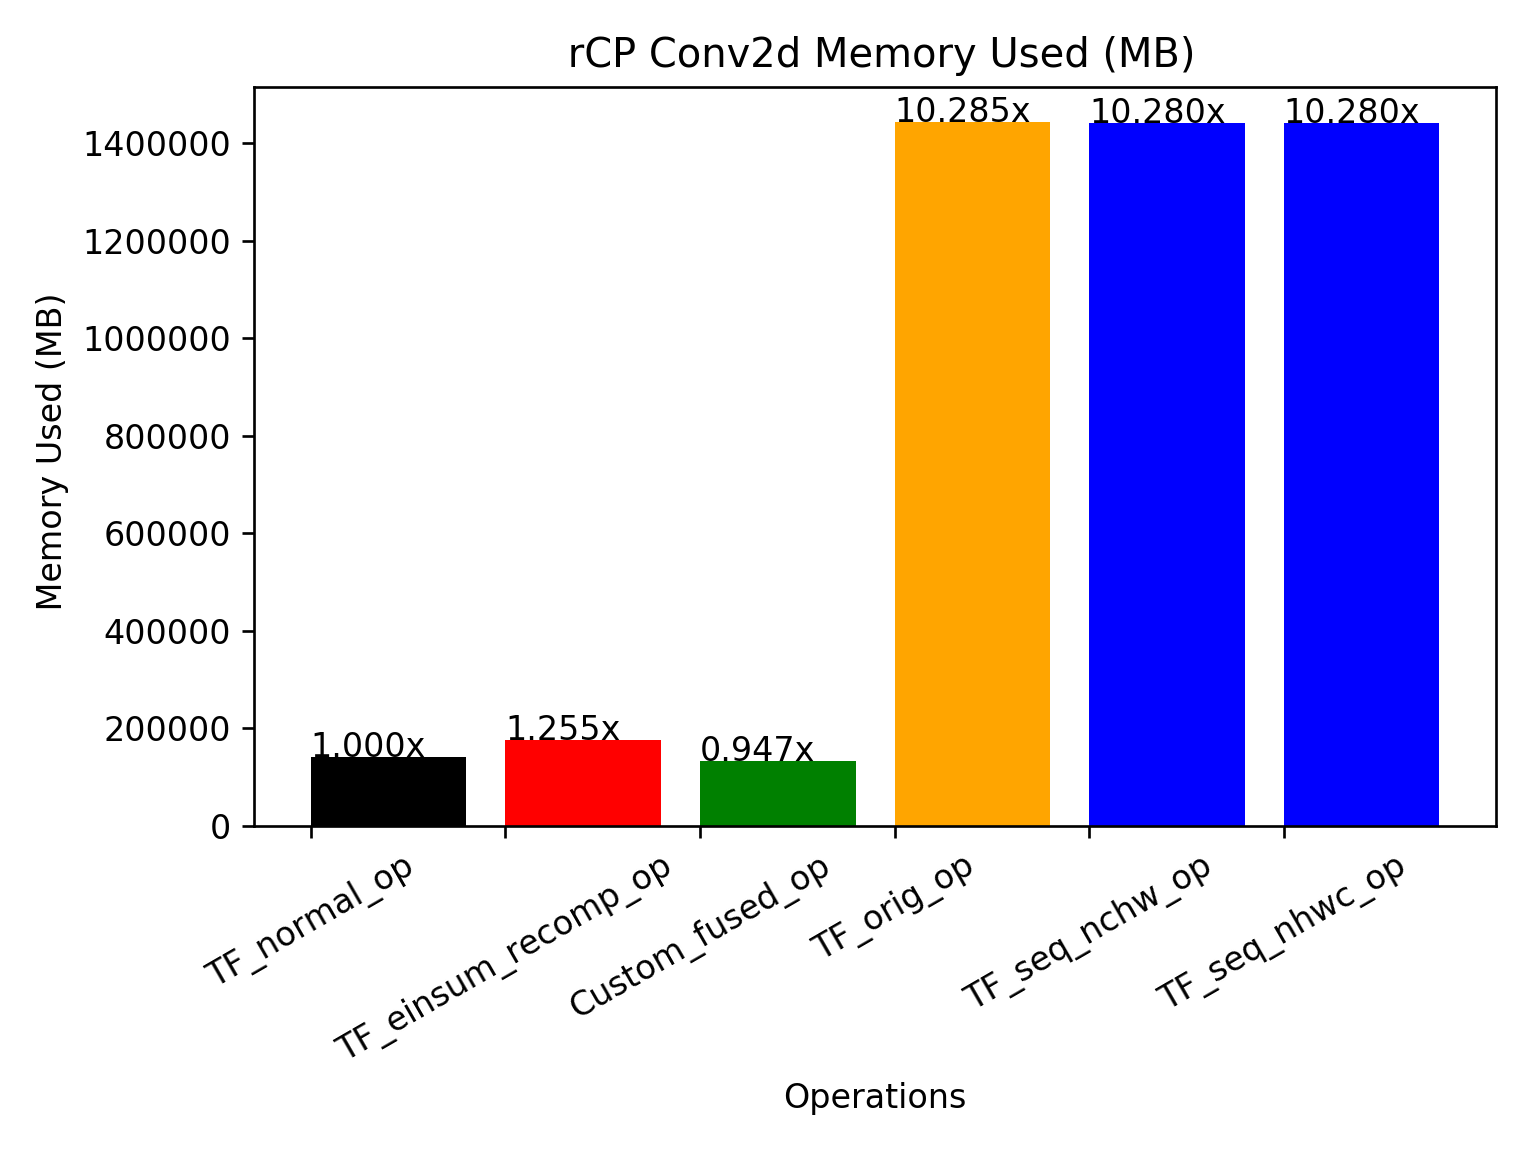 rCP Conv2d Memory Used (MB)
10.285x
10.280x
10.280x
1400000
1200000
1000000
800000
600000
400000
200000
0
Memory Used (MB)
1.000x
1.255x
0.947x
TF_normal_op
TF_einsum_recomp_op
Custom_fused_op
TF_orig_op
TF_seq_nchw_op
TF_seq_nhwc_op
Operations